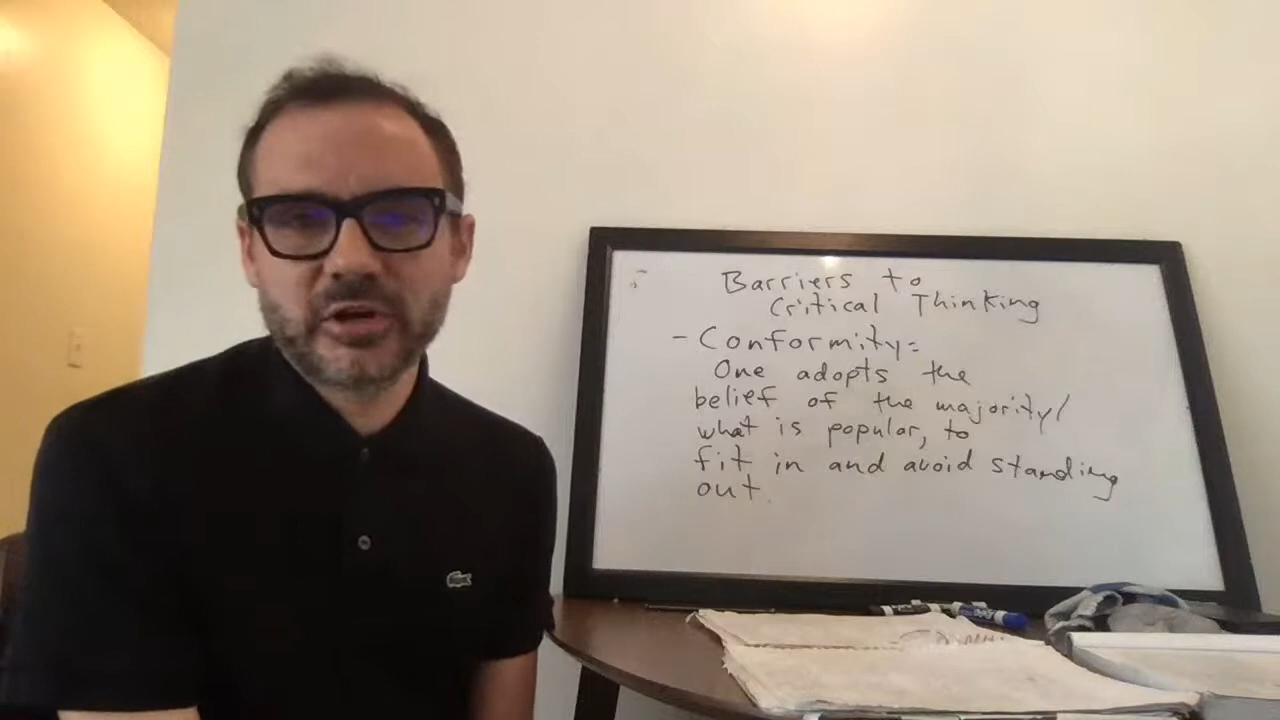 Barriers to
Critical Thinking
- Conformity:
One adopts the
belief of the majority/
what is popular, to
fit in and avoid standing
out.